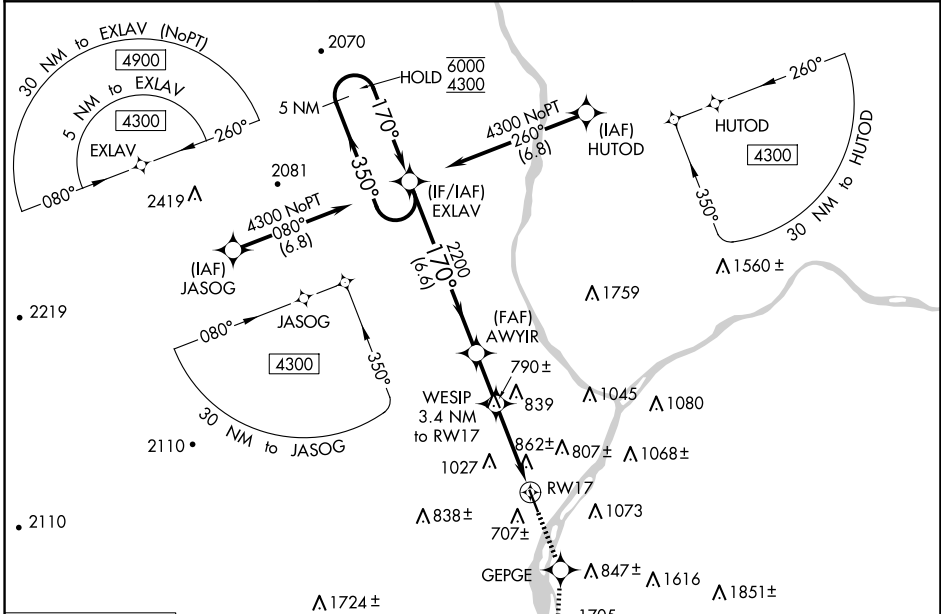 30 NM to EXLAV (NoPT)
4900
5 NM to EXLAV
4300
EXLAV
080°
260°
2070
HOLD
6000
4300
5 NM
170°
350°
4300 NoPT
260°
(6.8)
(IAF)
HUTOD
260°
HUTOD
4300
350°
30 NM to HUTOD
2419
2081
(IF/IAF)
EXLAV
4300 NoPT
080°
(6.8)
(IAF)
JASOG
2200
170°
(6.6)
1560 ±
1759
2219
080°
JASOG
4300
350°
30 NM to JASOG
(FAF)
AWYIR
790 ±
WESIP
3.4 NM
to RW17
839
1045
1080
2110
1027
862±
807±
1068±
RW17
2110
838±
707±
1073
GEPGE
847±
1616
1851±
1724 ±
1705